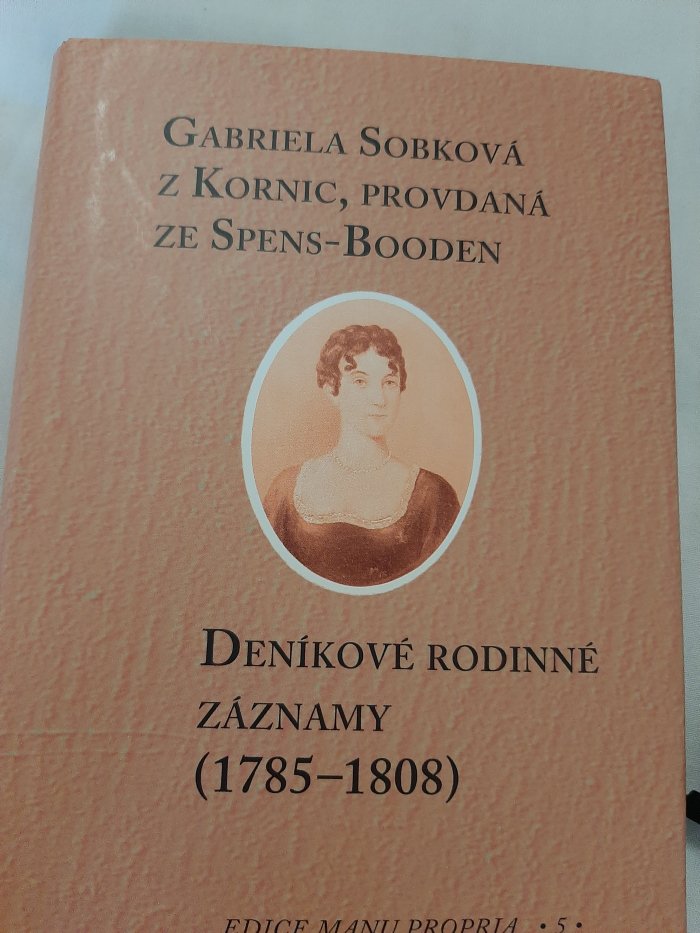 GABRIELA SOBKOVÁ
Z KORNIC, PROVDANÁ
ZE SPENS-BOODEN
DENÍKOVÉ RODINNÉ
ZÁZNAMY
(1785–1808)
EDICE MANU PROPRIA • 5 •